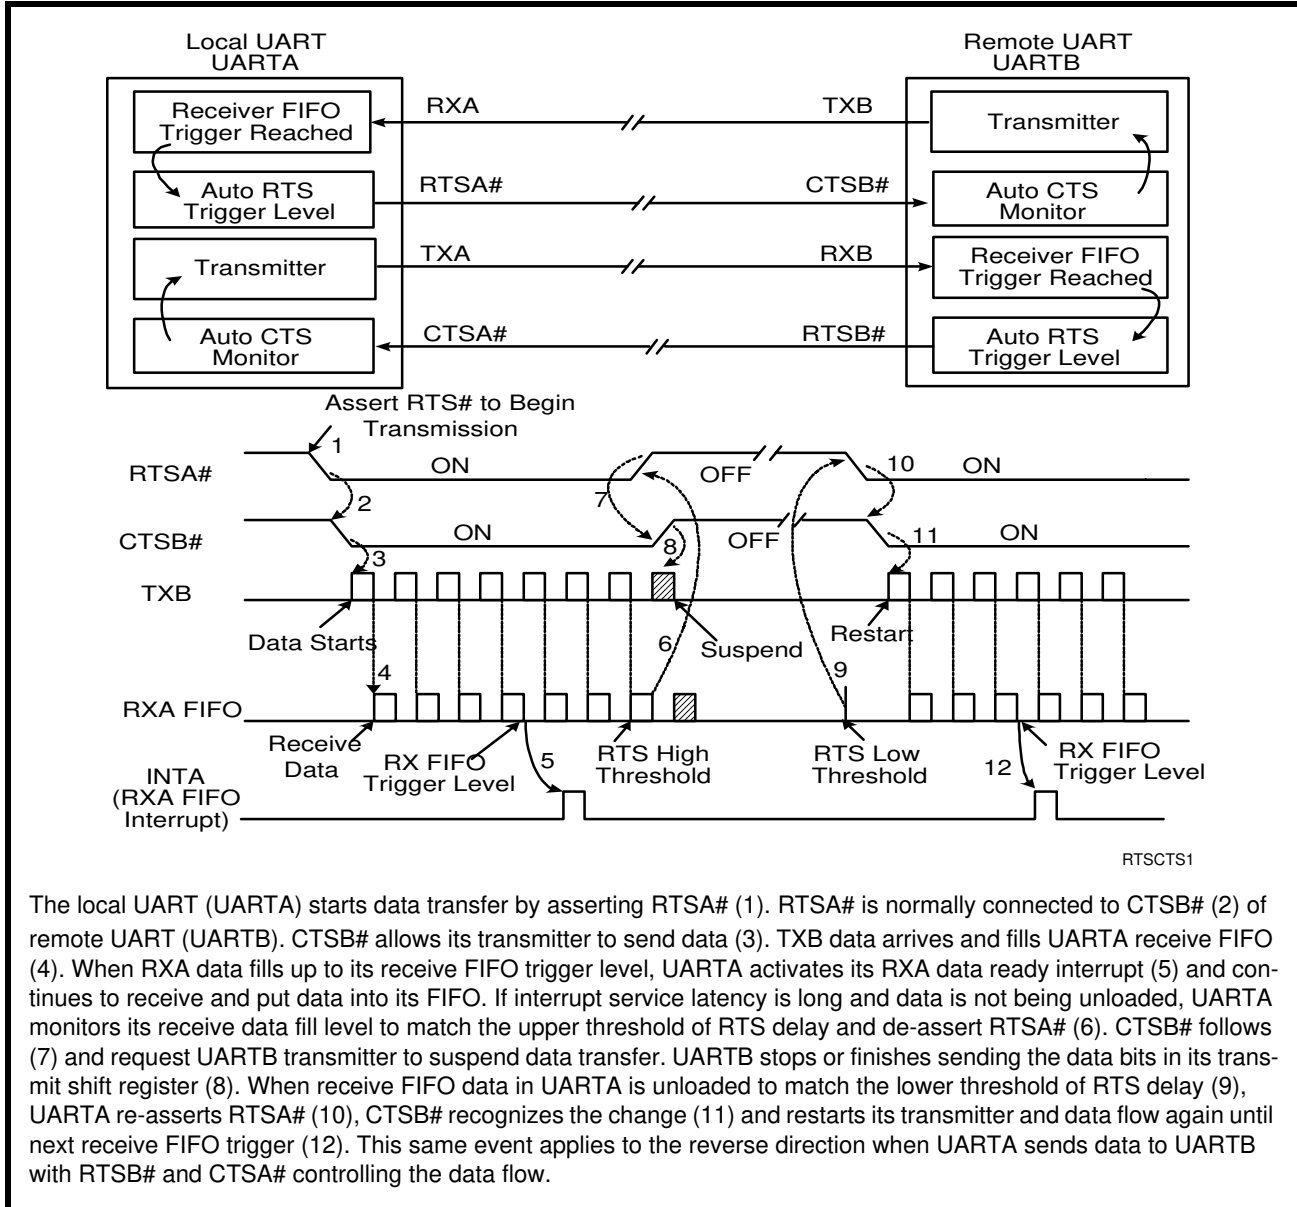 Local UART
UARTA
Remote UART
UARTB
Receiver FIFO
Trigger Reached
RXA
TXB
Transmitter
Auto RTS
Trigger Level
RTSA#
CTSB#
Auto CTS
Monitor
Transmitter
TXA
RXB
Receiver FIFO
Trigger Reached
Auto CTS
Monitor
CTSA#
RTSB#
Auto RTS
Trigger Level
Assert RTS# to Begin
Transmission
1
RTSA#
ON
OFF
10
ON
2
7
CTSB#
ON
8
OFF
11
ON
3
TXB
Data Starts
6
Suspend
Restart
4
9
RXA FIFO
Receive
Data
RX FIFO
Trigger Level
5
RTS High
Threshold
RTS Low
Threshold
12
RX FIFO
Trigger Level
INTA
(RXA FIFO
Interrupt)
RTSCTS1
The local UART (UARTA) starts data transfer by asserting RTSA# (1). RTSA# is normally connected to CTSB# (2) of
remote UART (UARTB). CTSB# allows its transmitter to send data (3). TXB data arrives and fills UARTA receive FIFO
(4). When RXA data fills up to its receive FIFO trigger level, UARTA activates its RXA data ready interrupt (5) and con-
tinues to receive and put data into its FIFO. If interrupt service latency is long and data is not being unloaded, UARTA
monitors its receive data fill level to match the upper threshold of RTS delay and de-assert RTSA# (6). CTSB# follows
(7) and request UARTB transmitter to suspend data transfer. UARTB stops or finishes sending the data bits in its trans-
mit shift register (8). When receive FIFO data in UARTA is unloaded to match the lower threshold of RTS delay (9),
UARTA re-asserts RTSA# (10), CTSB# recognizes the change (11) and restarts its transmitter and data flow again until
next receive FIFO trigger (12). This same event applies to the reverse direction when UARTA sends data to UARTB
with RTSB# and CTSA# controlling the data flow.